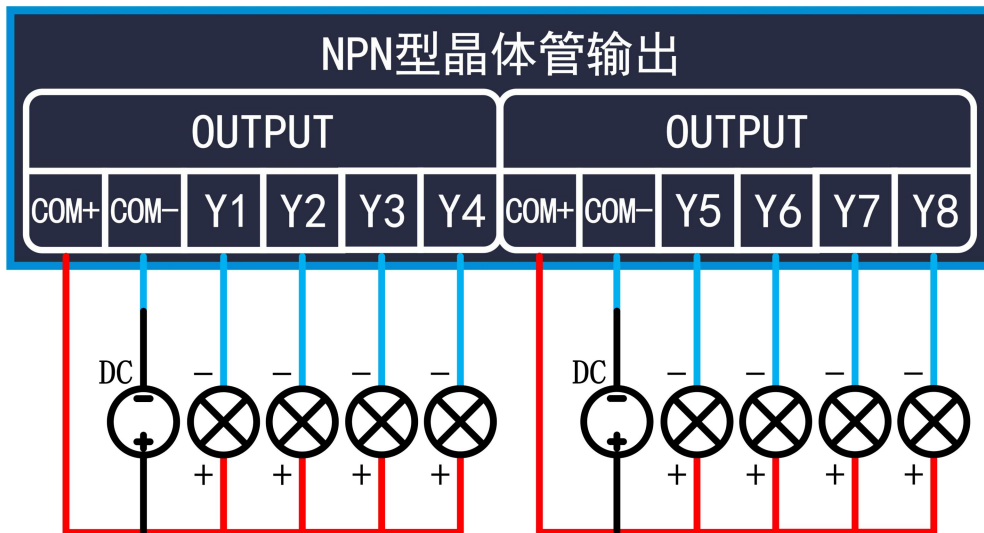 NPN型晶体管输出
OUTPUT OUTPUT
COM+ COM- Y1 Y2 Y3 Y4 COM+ COM- Y5 Y6 Y7 Y8
DC - - - - DC - - - -
- -
+ +
+ + + + + + + +